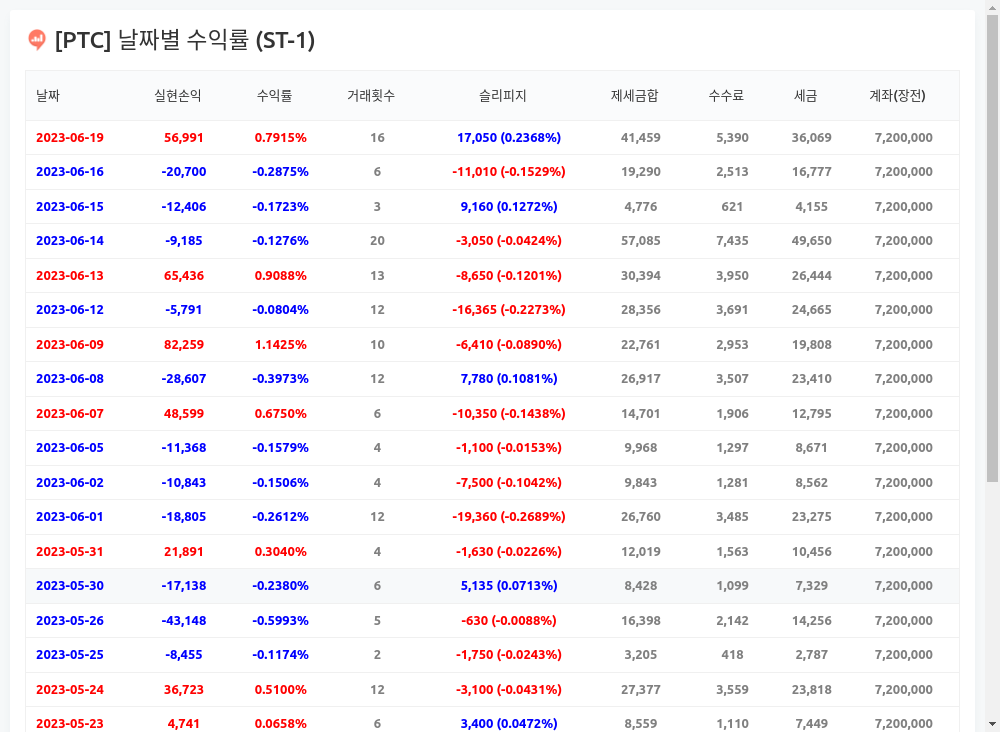 [PTC] 날짜별 수익률 (ST-1)
날짜 실현손익 수익률 거래횟수 슬리피지 제세금합 수수료 세금 계좌(장전)
2023-06-19 56,991 0.7915% 16 17,050 (0.2368%) 41,459 5,390 36,069 7,200,000
2023-06-16 -20,700 -0.2875% 6 -11,010 (-0.1529%) 19,290 2,513 16,777 7,200,000
2023-06-15 -12,406 -0.1723% 3 9,160 (0.1272%) 4,776 621 4,155 7,200,000
2023-06-14 -9,185 -0.1276% 20 -3,050 (-0.0424%) 57,085 7,435 49,650 7,200,000
2023-06-13 65,436 0.9088% 13 -8,650 (-0.1201%) 30,394 3,950 26,444 7,200,000
2023-06-12 -5,791 -0.0804% 12 -16,365 (-0.2273%) 28,356 3,691 24,665 7,200,000
2023-06-09 82,259 1.1425% 10 -6,410 (-0.0890%) 22,761 2,953 19,808 7,200,000
2023-06-08 -28,607 -0.3973% 12 7,780 (0.1081%) 26,917 3,507 23,410 7,200,000
2023-06-07 48,599 0.6750% 6 -10,350 (-0.1438%) 14,701 1,906 12,795 7,200,000
2023-06-05 -11,368 -0.1579% 4 -1,100 (-0.0153%) 9,968 1,297 8,671 7,200,000
2023-06-02 -10,843 -0.1506% 4 -7,500 (-0.1042%) 9,843 1,281 8,562 7,200,000
2023-06-01 -18,805 -0.2612% 12 -19,360 (-0.2689%) 26,760 3,485 23,275 7,200,000
2023-05-31 21,891 0.3040% 4 -1,630 (-0.0226%) 12,019 1,563 10,456 7,200,000
2023-05-30 -17,138 -0.2380% 6 5,135 (0.0713%) 8,428 1,099 7,329 7,200,000
2023-05-26 -43,148 -0.5993% 5 -630 (-0.0088%) 16,398 2,142 14,256 7,200,000
2023-05-25 -8,455 -0.1174% 2 -1,750 (-0.0243%) 3,205 418 2,787 7,200,000
2023-05-24 36,723 0.5100% 12 -3,100 (-0.0431%) 27,377 3,559 23,818 7,200,000
2023-05-23 4,741 0.0658% 6 3,400 (0.0472%) 8,559 1,110 7,449 7,200,000